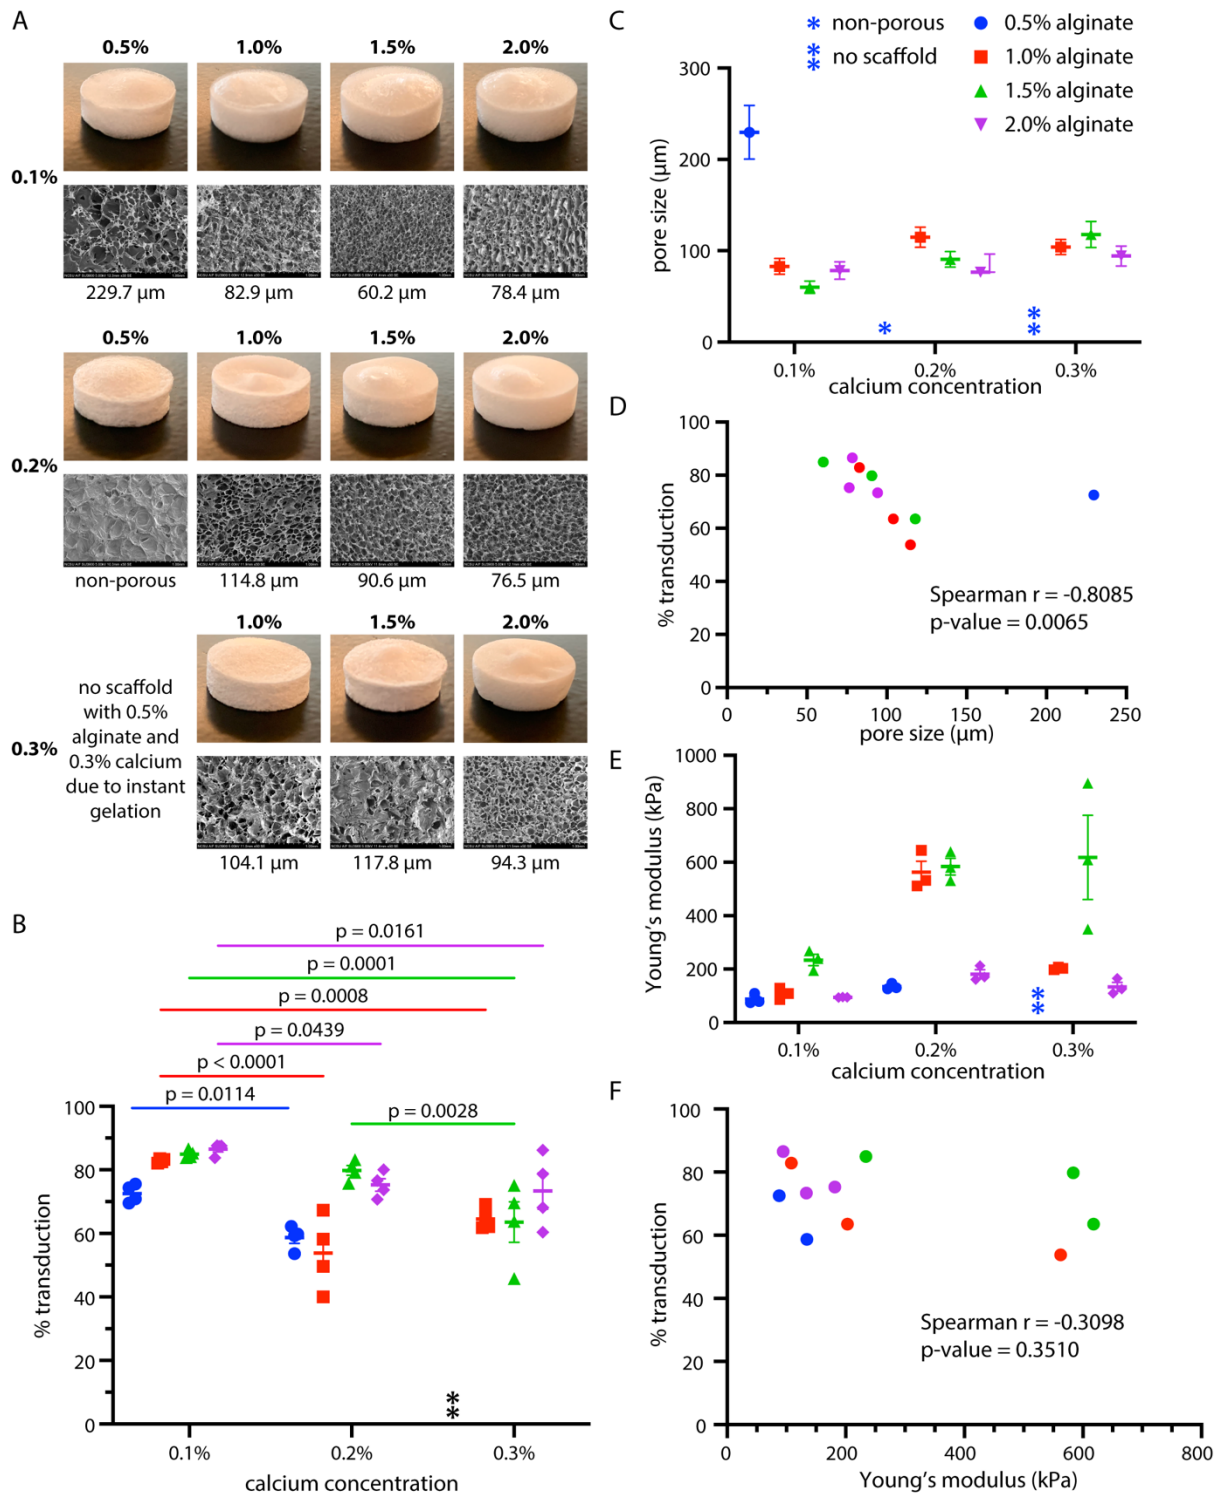 A
0.5% 1.0% 1.5% 2.0%
0.1%
229.7 µm 82.9 µm 60.2 µm 78.4 µm
0.5% 1.0% 1.5% 2.0%
0.2%
non-porous 114.8 µm 90.6 µm 76.5 µm
1.0% 1.5% 2.0%
0.3%
no scaffold
with 0.5%
alginate and
0.3% calcium
due to instant
gelation
104.1 µm 117.8 µm 94.3 µm
B
p = 0.0161
p = 0.0001
p = 0.0008
p = 0.0439
p < 0.0001
p = 0.0114
p = 0.0028
% transduction
100
80
60
40
20
0
0.1% 0.2% 0.3%
**
calcium concentration
C
* non-porous
** no scaffold
0.5% alginate
1.0% alginate
1.5% alginate
2.0% alginate
pore size (µm)
300
200
100
0
* **
0.1% 0.2% 0.3%
calcium concentration
D
% transduction
100
80
60
40
20
0
Spearman r = -0.8085
p-value = 0.0065
0 50 100 150 200 250
pore size (µm)
E
Young's modulus (kPa)
1000
800
600
400
200
0
**
0.1% 0.2% 0.3%
calcium concentration
F
% transduction
100
80
60
40
20
0
Spearman r = -0.3098
p-value = 0.3510
0 200 400 600 800
Young's modulus (kPa)